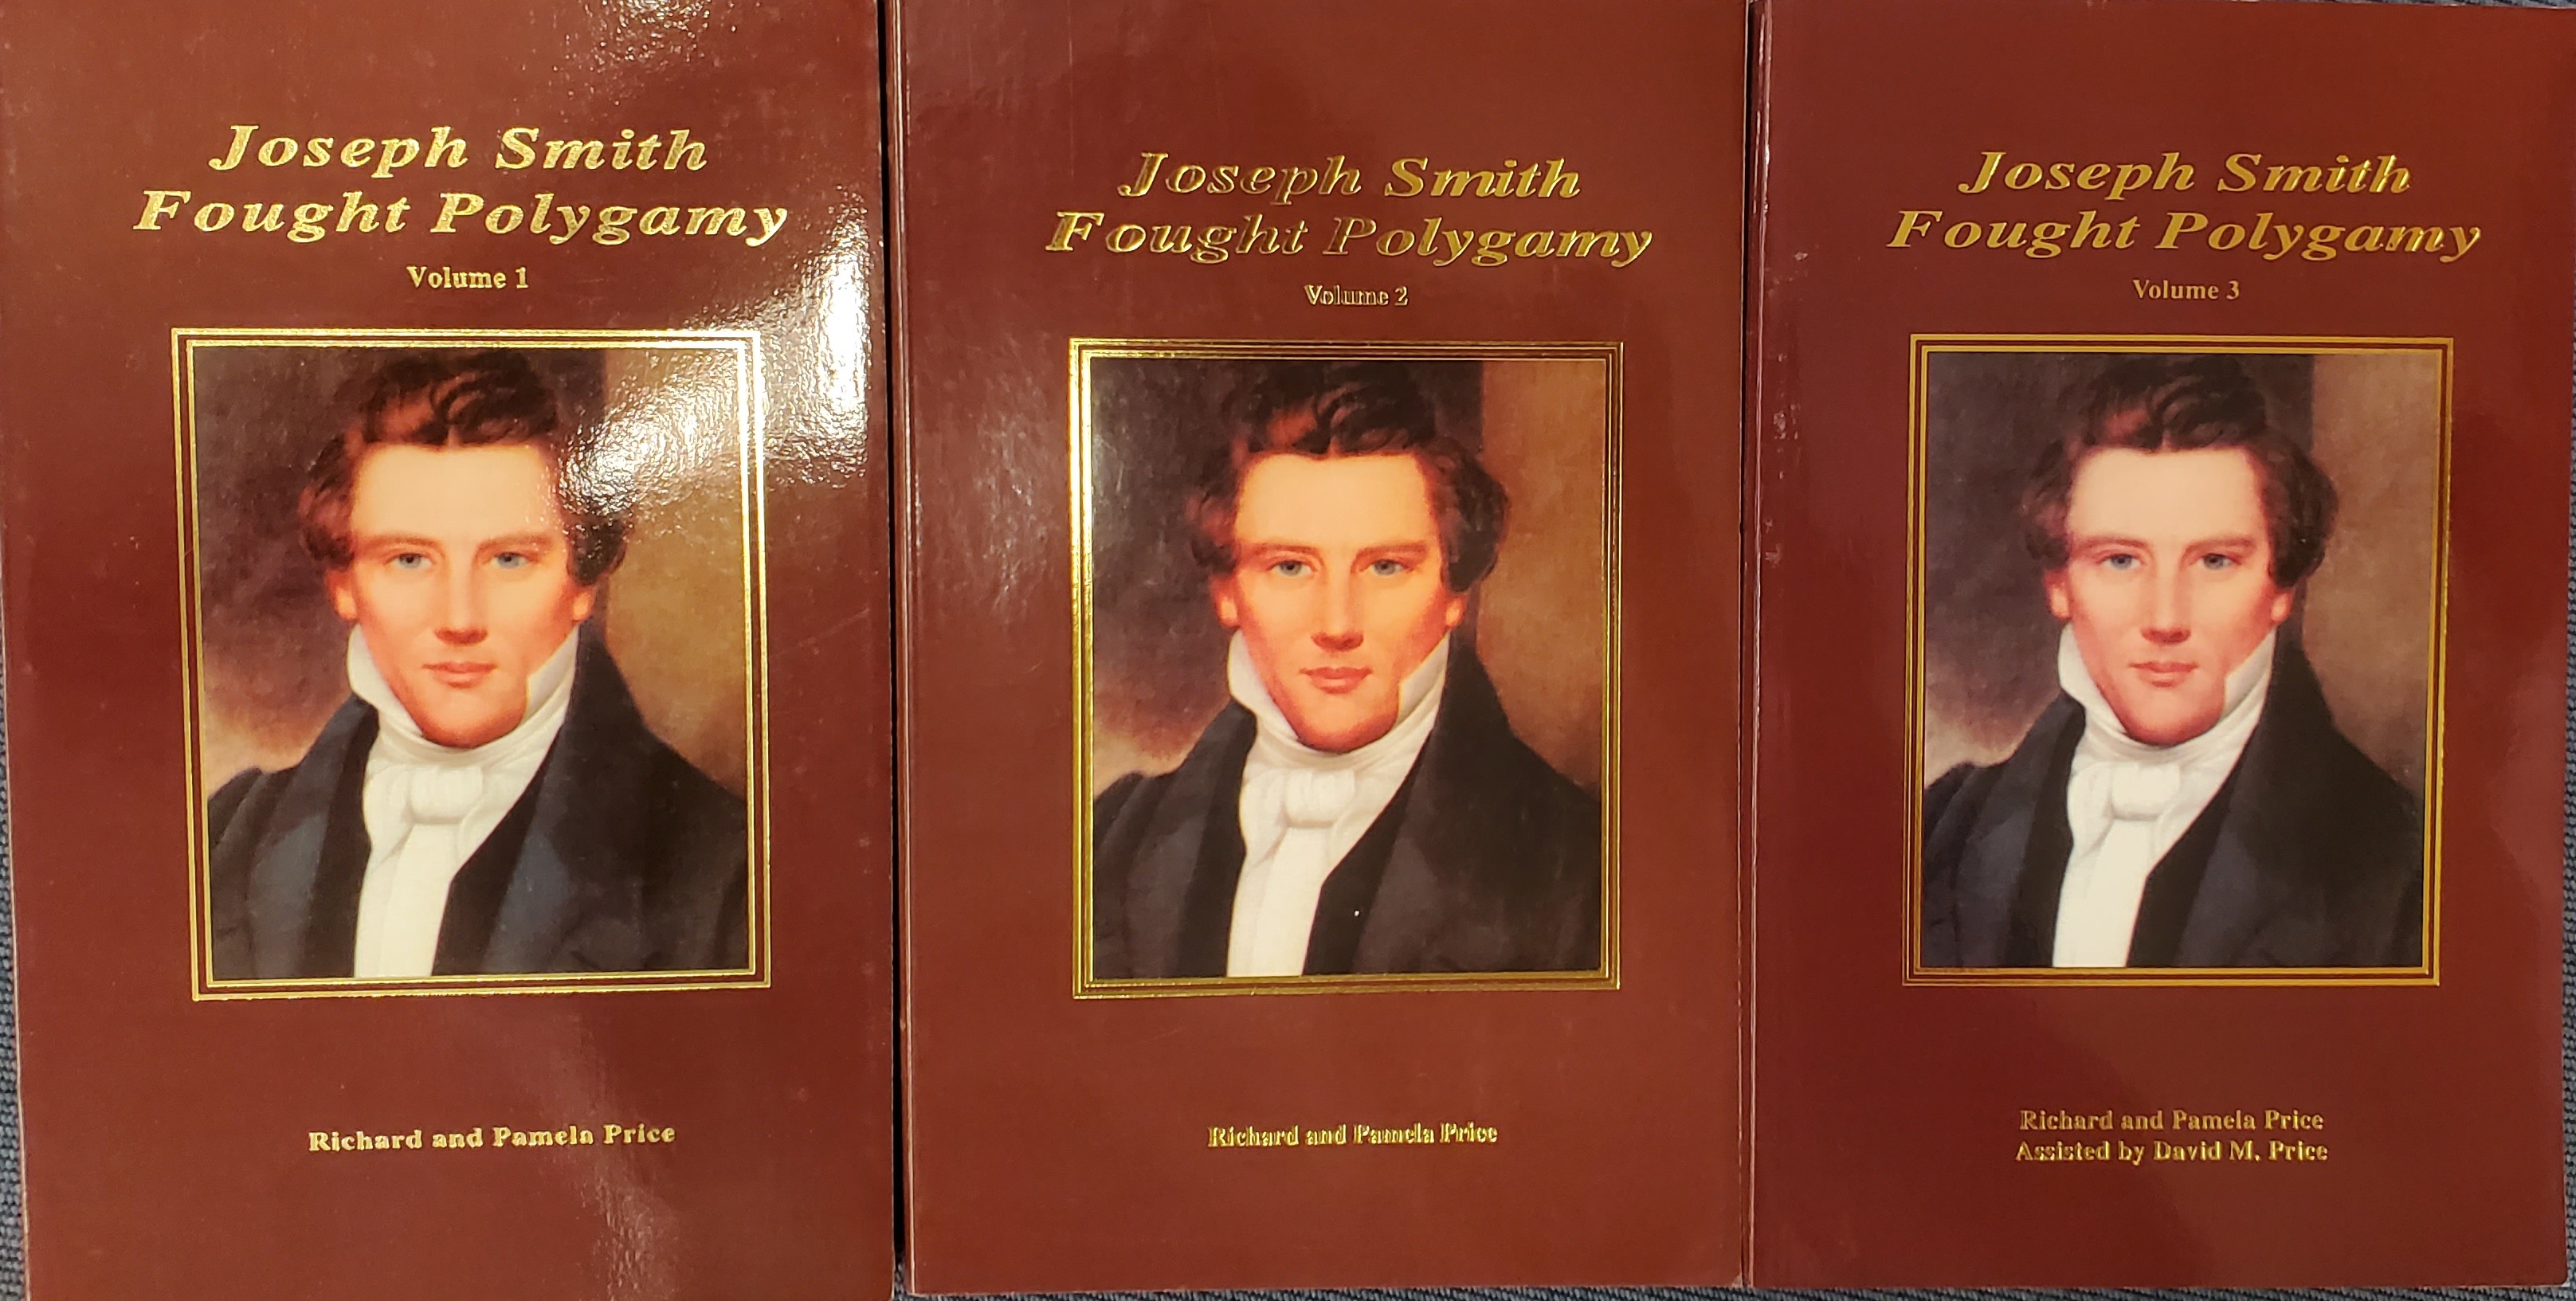 Joseph Smith
Fought Polygamy
Volume 1
Richard and Pamela Price
Joseph Smith
Fought Polygamy
Volume 2
Richard and Pamela Price
Joseph Smith
Fought Polygamy
Volume 3
Richard and Pamela Price
Assisted by David M. Price